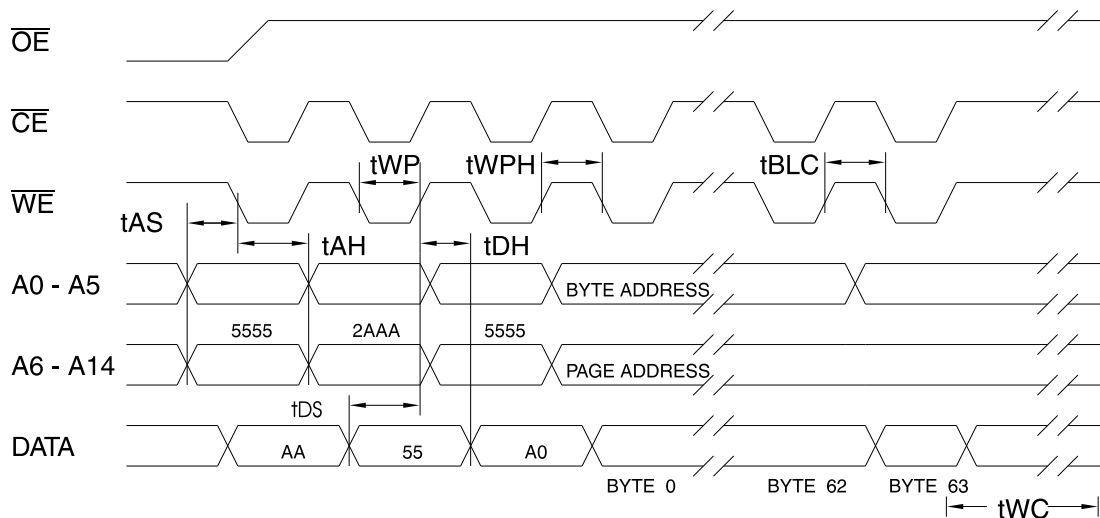 OE
CE
tWP tWPH tBLC
WE
tAS
tAH tDH
A0 - A5 BYTE ADDRESS
5555 2AAA 5555
A6 - A14 PAGE ADDRESS
tDS
DATA AA 55 A0
BYTE 0 BYTE 62 BYTE 63
tWC